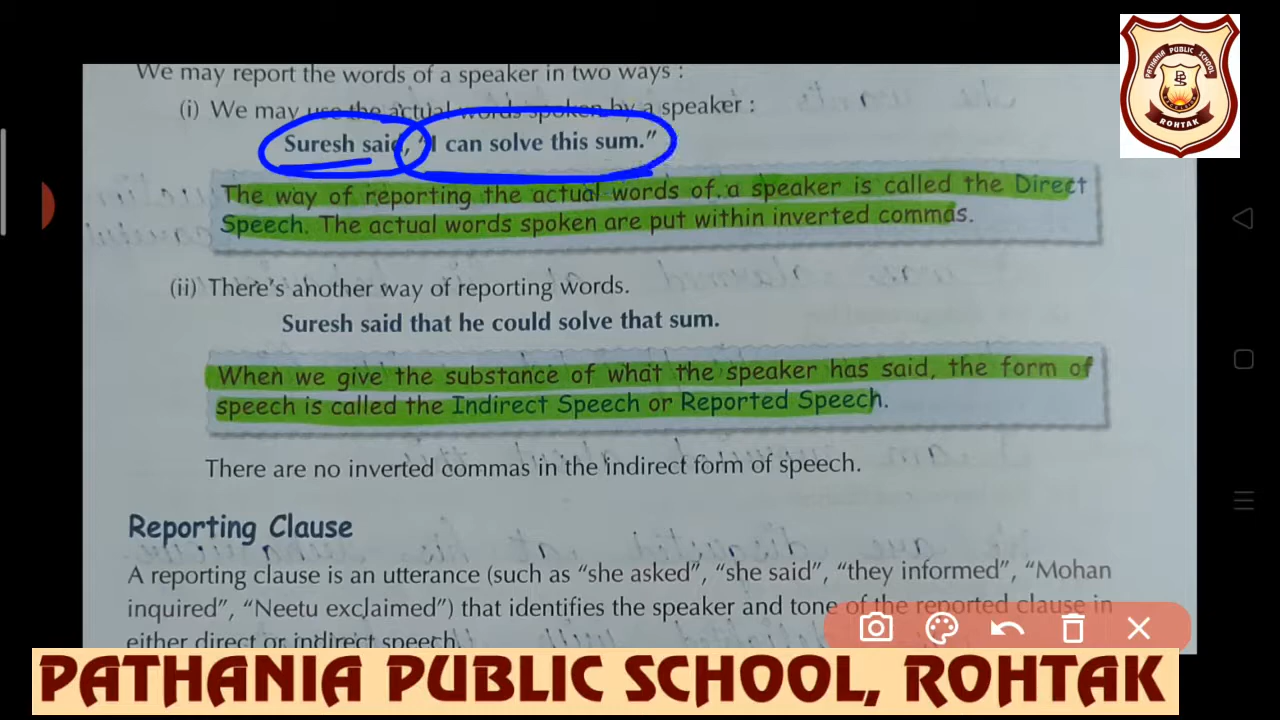 We may report the words of a speaker in two ways :
(i) We may use the actual words spoken by a speaker :
Suresh said, "I can solve this sum."
The way of reporting the actual words of a speaker is called the Direct
Speech. The actual words spoken are put within inverted commas.
(ii) There's another way of reporting words.
Suresh said that he could solve that sum.
When we give the substance of what the speaker has said, the form of
speech is called the Indirect Speech or Reported Speech.
There are no inverted commas in the indirect form of speech.
Reporting Clause
A reporting clause is an utterance (such as "she asked", "she said", "they informed", "Mohan
inquired", "Neetu exclaimed") that identifies the speaker and tone of the reported clause in
either direct or indirect speech.
PATHANIA PUBLIC SCHOOL
ROHTAK
PATHANIA PUBLIC SCHOOL, ROHTAK